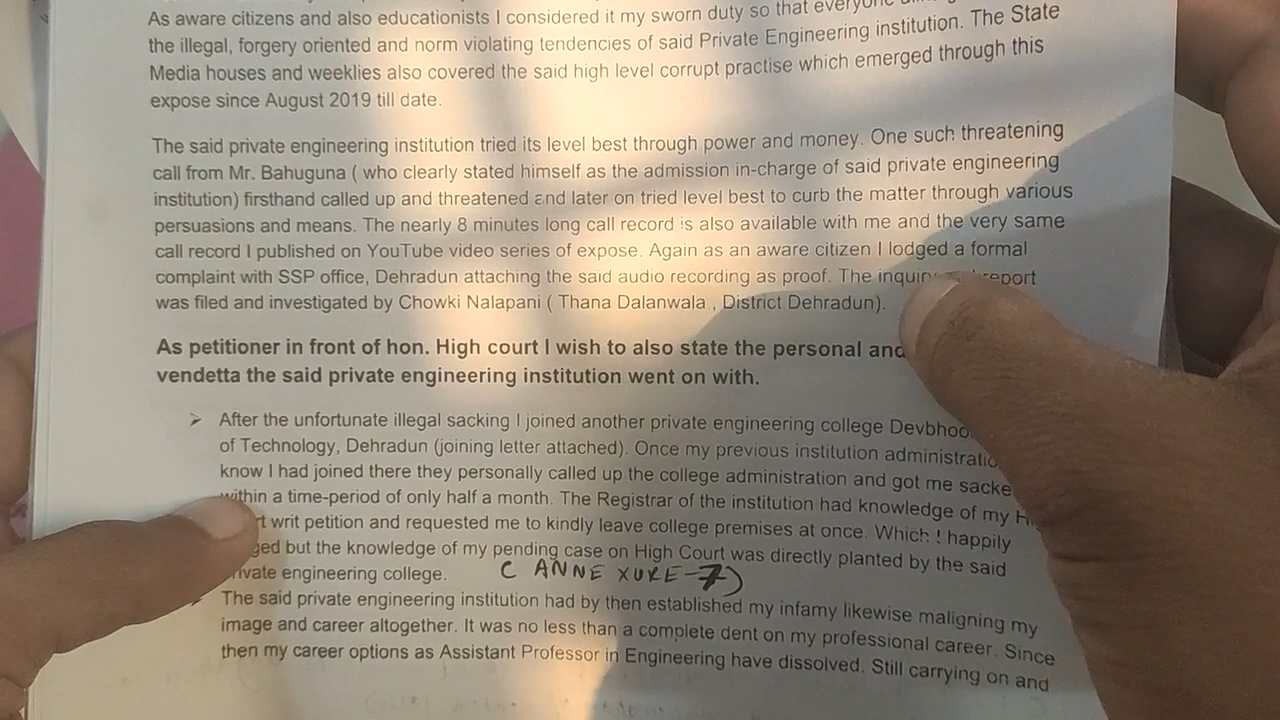 As aware citizens and also educationists I considered it my sworn duty so that everyone
the illegal, forgery oriented and norm violating tendencies of said Private Engineering institution. The State
Media houses and weeklies also covered the said high level corrupt practise which emerged through this
expose since August 2019 till date.
The said private engineering institution tried its level best through power and money. One such threatening
call from Mr. Bahuguna ( who clearly stated himself as the admission in-charge of said private engineering
institution) firsthand called up and threatened and later on tried level best to curb the matter through various
persuasions and means. The nearly 8 minutes long call record is also available with me and the very same
call record I published on YouTube video series of expose. Again as an aware citizen I lodged a formal
complaint with SSP office, Dehradun attaching the said audio recording as proof. The
was filed and investigated by Chowki Nalapani ( Thana Dalanwala , District Dehradun).
As petitioner in front of hon. High court I wish to also state the personal and
vendetta the said private engineering institution went on with.
➢ After the unfortunate illegal sacking I joined another private engineering college
of Technology, Dehradun (joining letter attached). Once my previous institution
know I had joined there they personally called up the college administration and got me
within a time-period of only half a month. The Registrar of the institution had knowledge of my
writ petition and requested me to kindly leave college premises at once. Which I happily
but the knowledge of my pending case on High Court was directly planted by the said
private engineering college. ( ANNEXURE-7)
The said private engineering institution had by then established my infamy likewise maligning my
image and career altogether. It was no less than a complete dent on my professional career. Since
then my career options as Assistant Professor in Engineering have dissolved. Still carrying on and